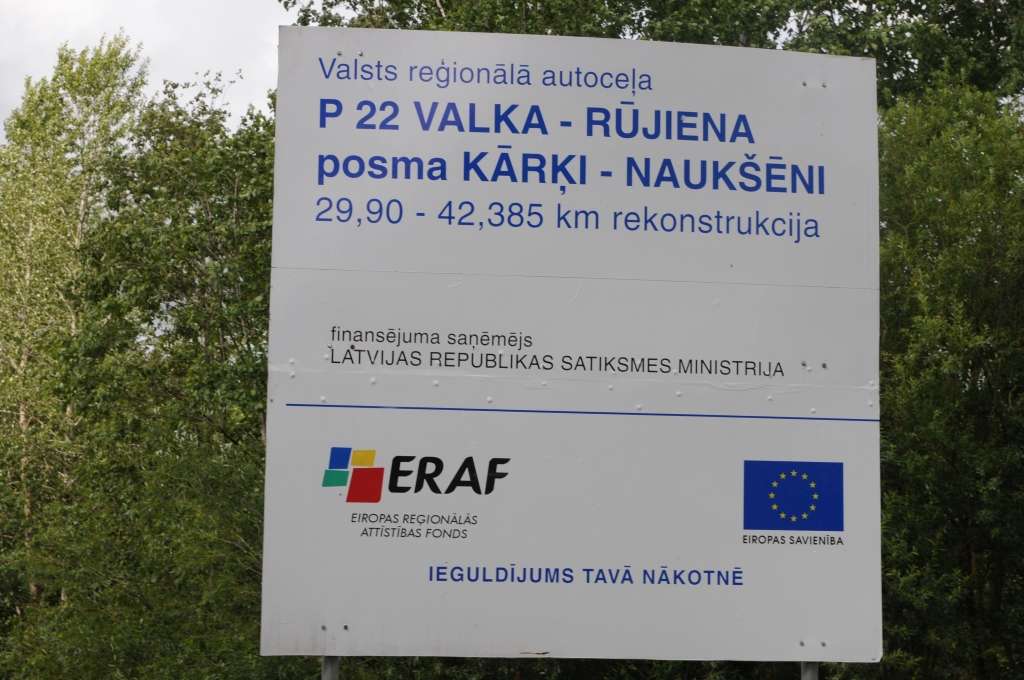 Valsts reģionālā autoceļa
P 22 VALKA - RŪJIENA
posma KĀRĶI - NAUKŠĒNI
29,90 - 42,385 km rekonstrukcija
finansējuma saņēmējs
LATVIJAS REPUBLIKAS SATIKSMES MINISTRIJA
ERAF
EIROPAS REĢIONĀLĀS
ATTĪSTĪBAS FONDS
EIROPAS SAVIENĪBA
IEGULDĪJUMS TAVĀ NĀKOTNĒ